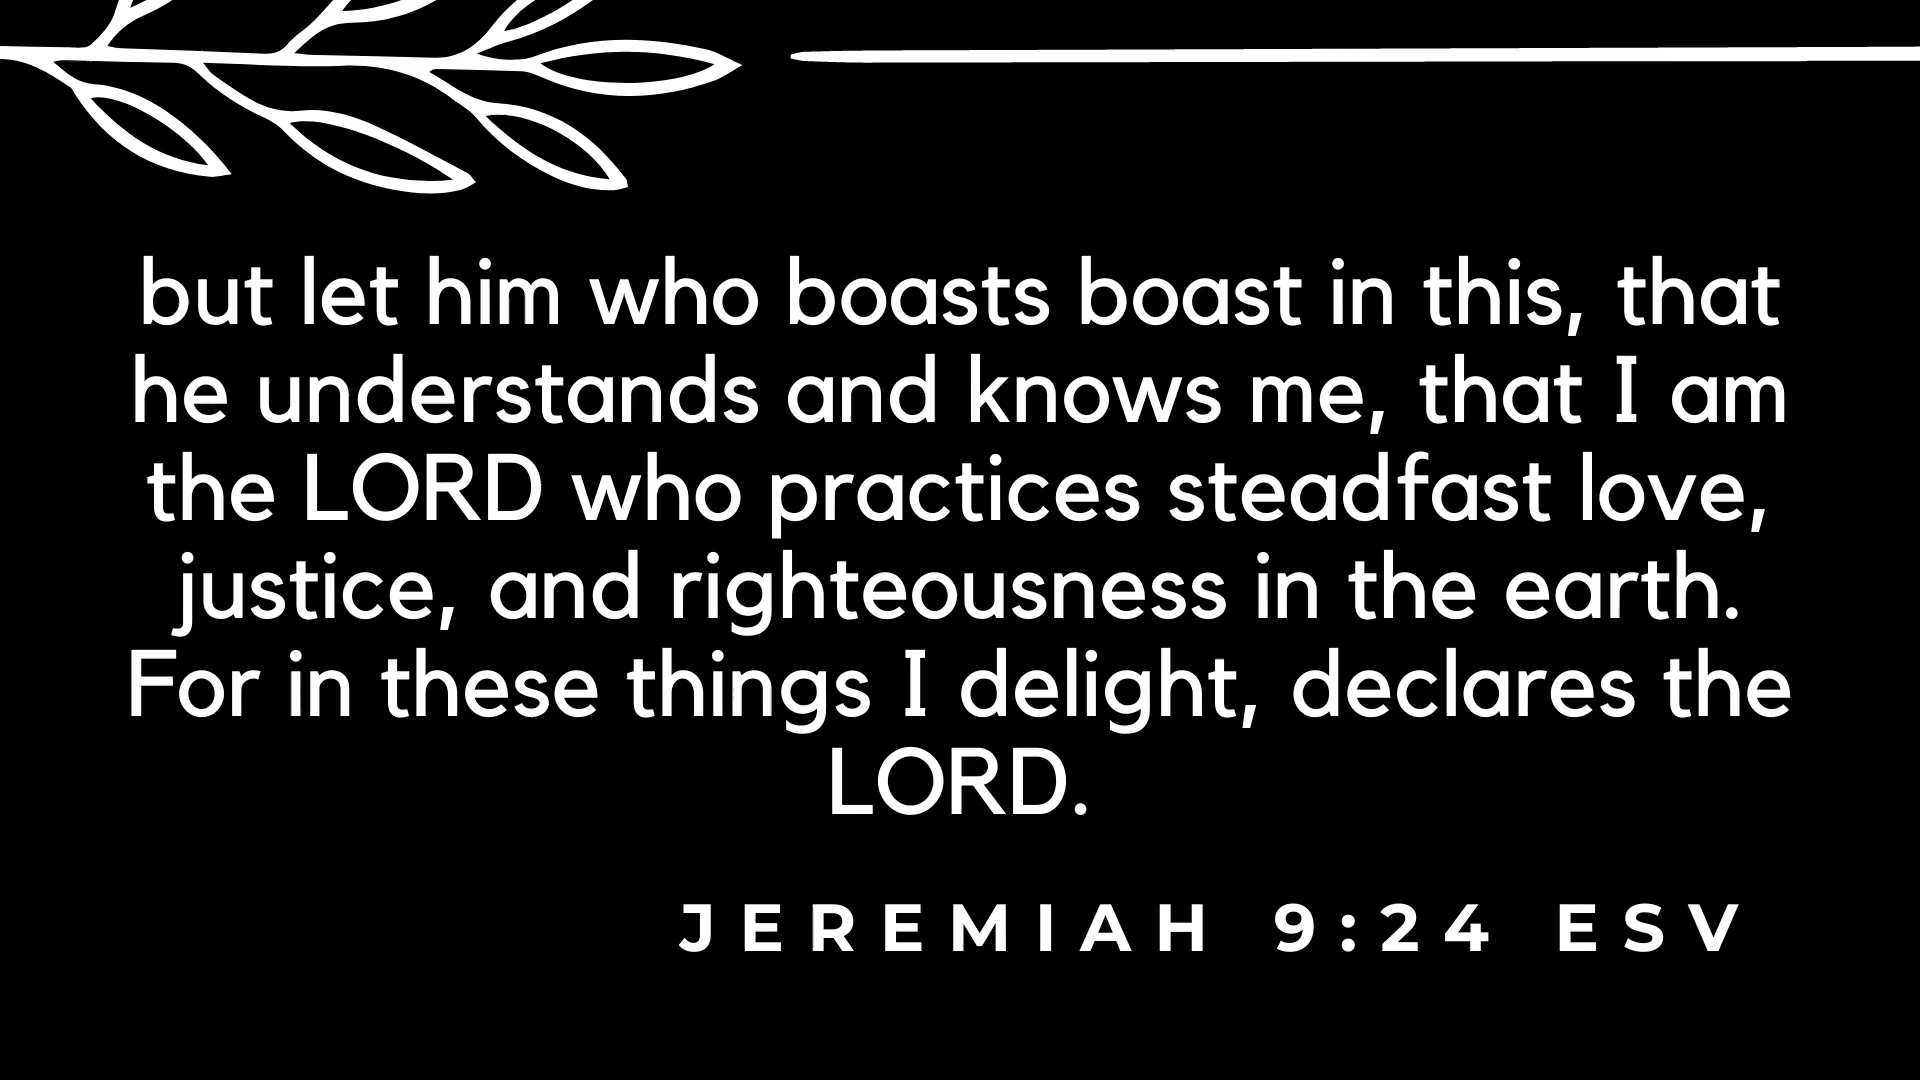 but let him who boasts boast in this, that
he understands and knows me, that I am
the LORD who practices steadfast love,
justice, and righteousness in the earth.
For in these things I delight, declares the
LORD.
JEREMIAH 9:24 ESV